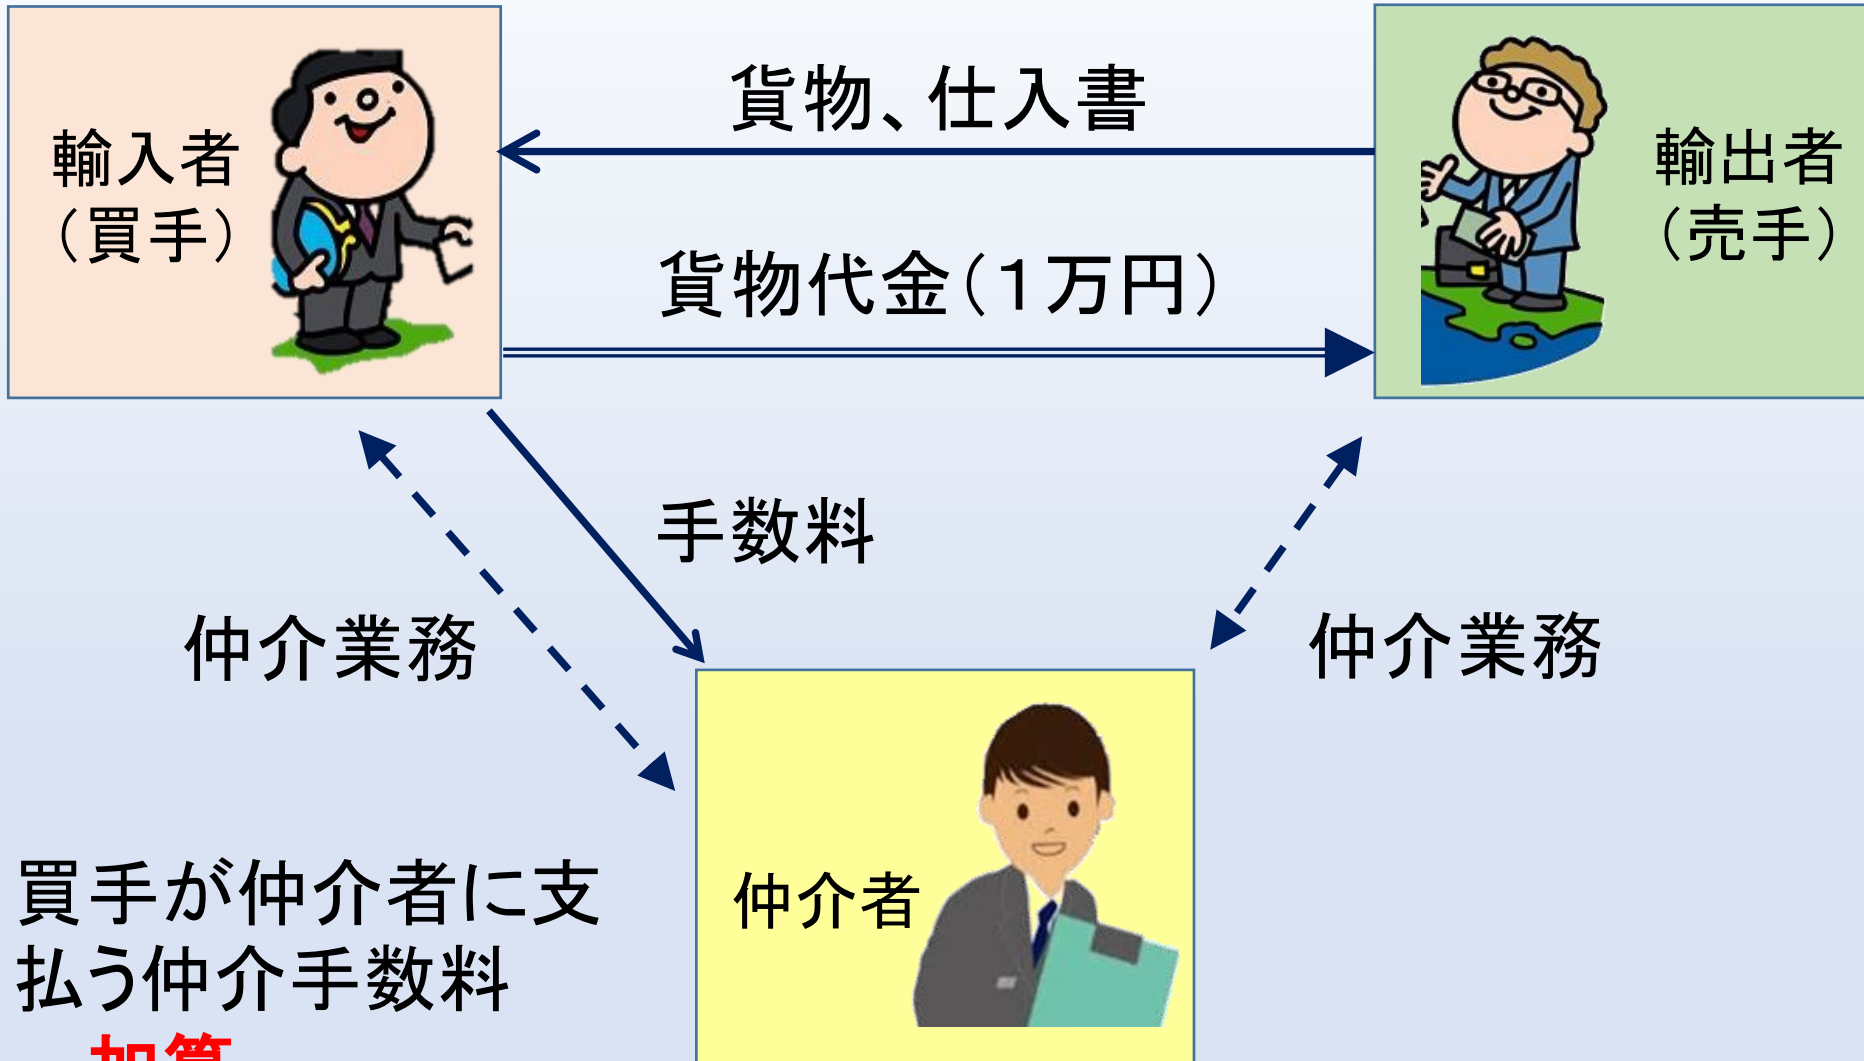 貨物、仕入書
輸入者
（買手）
輸出者
（売手）
貨物代金（１万円）
手数料
仲介業務
仲介業務
仲介者
買手が仲介者に支
払う仲介手数料
加算